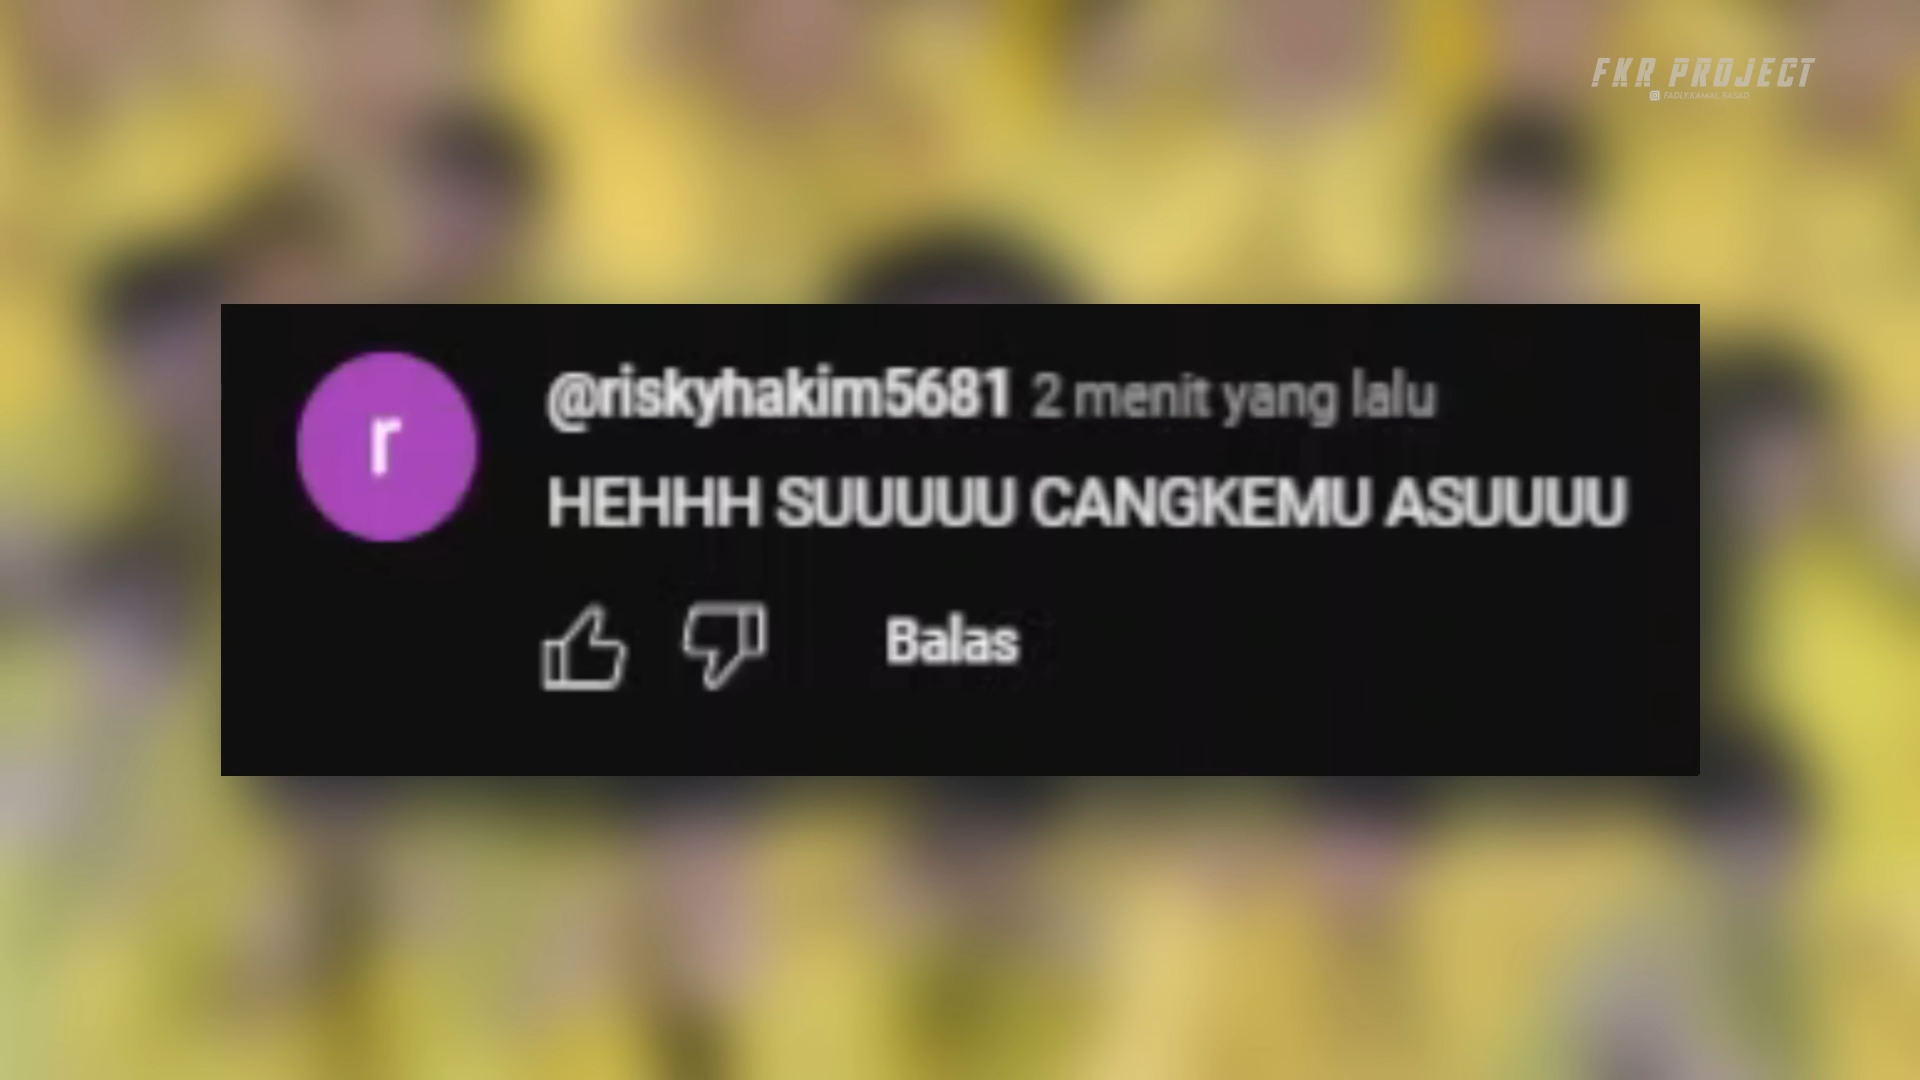 FKR PROJECT
@riskyhakim5681 2 menit yang lalu
HEHHH SUUUUU CANGKEMU ASUUUU
Balas
r